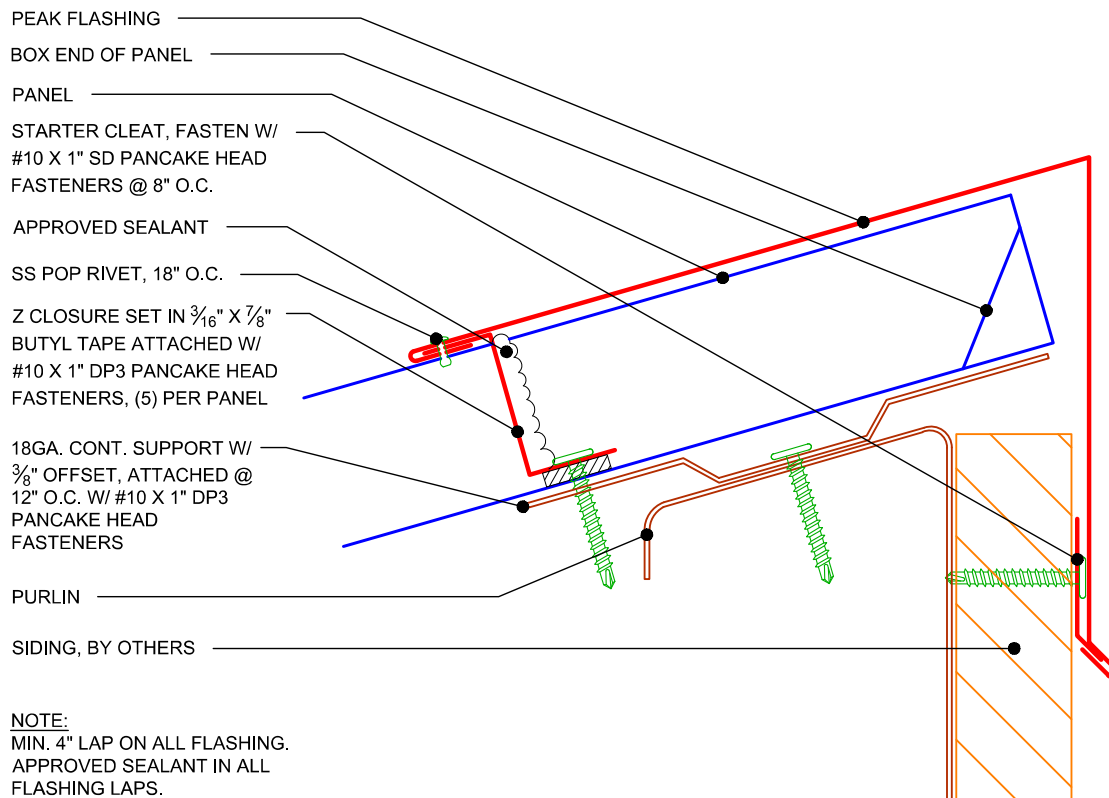 PEAK FLASHING
BOX END OF PANEL
PANEL
STARTER CLEAT, FASTEN W/
#10 X 1" SD PANCAKE HEAD
FASTENERS @ 8" O.C.
APPROVED SEALANT
SS POP RIVET, 18" O.C.
Z CLOSURE SET IN 3/16" X 7/8"
BUTYL TAPE ATTACHED W/
#10 X 1" DP3 PANCAKE HEAD
FASTENERS, (5) PER PANEL
18GA. CONT. SUPPORT W/
3/8" OFFSET, ATTACHED @
12" O.C. W/ #10 X 1" DP3
PANCAKE HEAD
FASTENERS
PURLIN
SIDING, BY OTHERS
NOTE:
MIN. 4" LAP ON ALL FLASHING.
APPROVED SEALANT IN ALL
FLASHING LAPS.